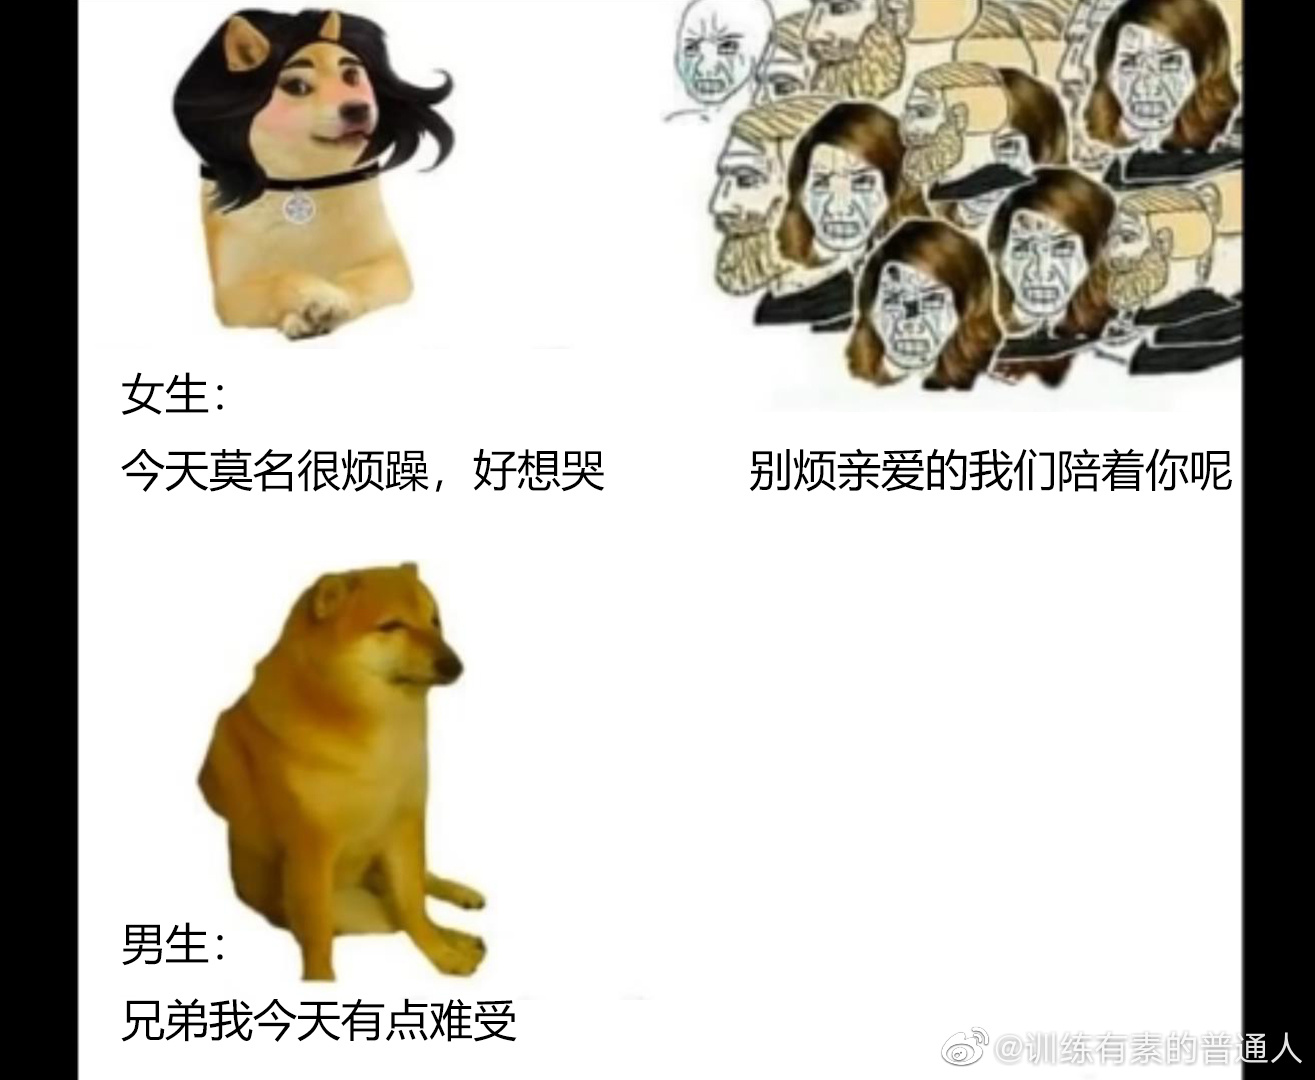 女生：
今天莫名很烦躁，好想哭
别烦亲爱的我们陪着你呢
男生：
兄弟我今天有点难受
@训练有素的普通人